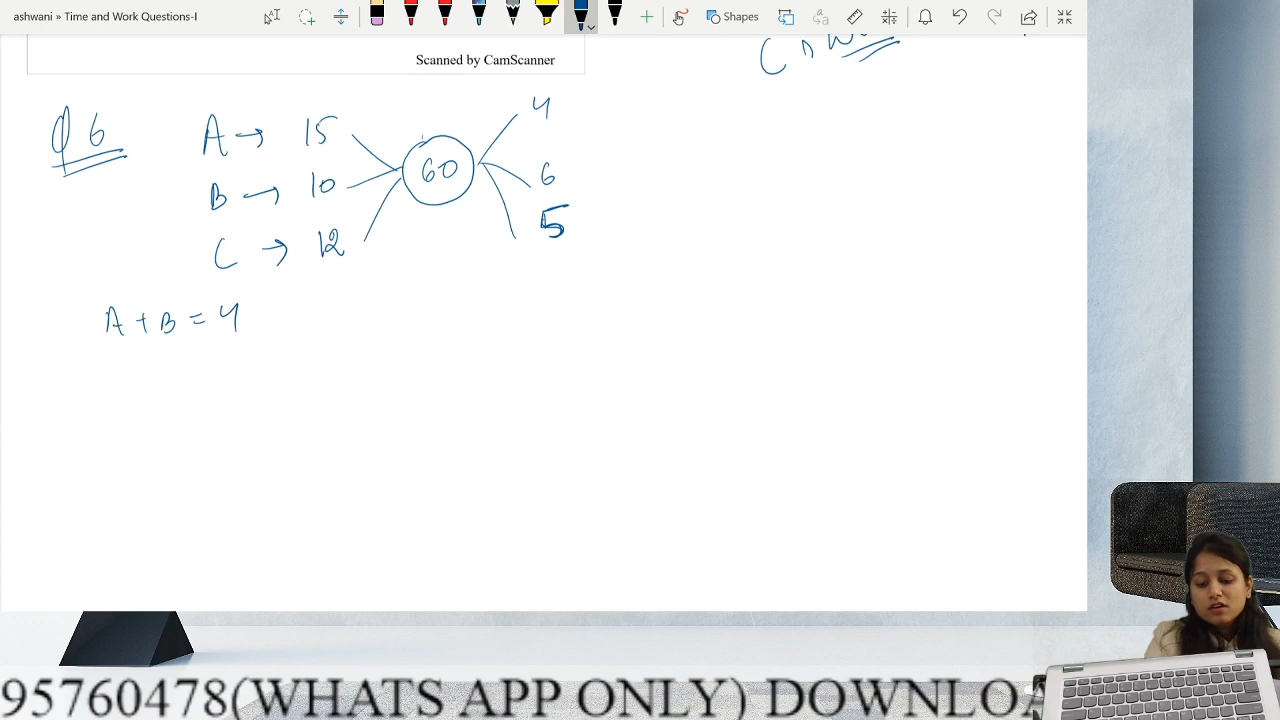 ashwani » Time and Work Questions-I
Shapes
Scanned by CamScanner
Q 6
A → 15
B → 10
C → 12
60
4
6
5
A + B = 4
95760478(WHATS APP ONLY) DOWNLOA